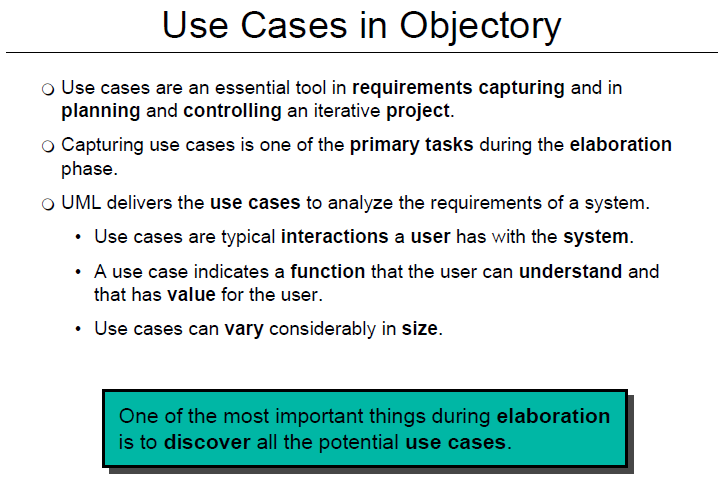 Use Cases in Objectory
Use cases are an essential tool in requirements capturing and in
planning and controlling an iterative project.
Capturing use cases is one of the primary tasks during the elaboration
phase.
UML delivers the use cases to analyze the requirements of a system.
• Use cases are typical interactions a user has with the system.
• A use case indicates a function that the user can understand and
that has value for the user.
• Use cases can vary considerably in size.
One of the most important things during elaboration
is to discover all the potential use cases.